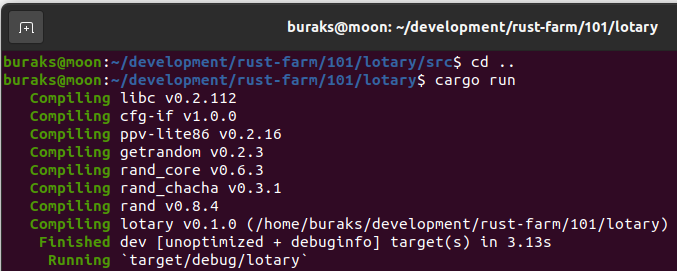 buraks@moon: ~/development/rust-farm/101/lotary
buraks@moon:~/development/rust-farm/101/lotary/src$ cd ..
buraks@moon:~/development/rust-farm/101/lotary$ cargo run
Compiling libc v0.2.112
Compiling cfg-if v1.0.0
Compiling ppv-lite86 v0.2.16
Compiling getrandom v0.2.3
Compiling rand_core v0.6.3
Compiling rand_chacha v0.3.1
Compiling rand v0.8.4
Compiling lotary v0.1.0 (/home/buraks/development/rust-farm/101/lotary)
Finished dev [unoptimized + debuginfo] target(s) in 3.13s
Running `target/debug/lotary`